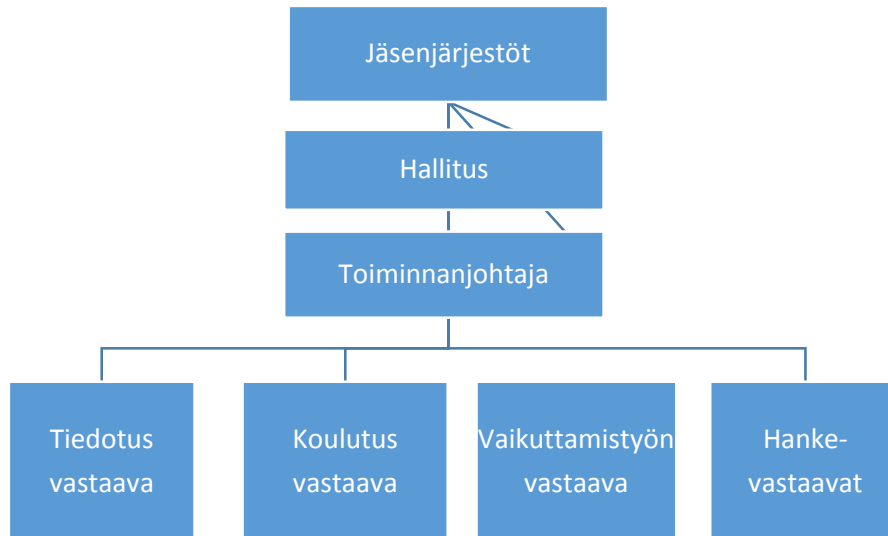 Jäsenjärjestöt
Hallitus
Toiminnanjohtaja
Tiedotus
vastaava
Koulutus
vastaava
Vaikuttamistyön
vastaava
Hanke-
vastaavat